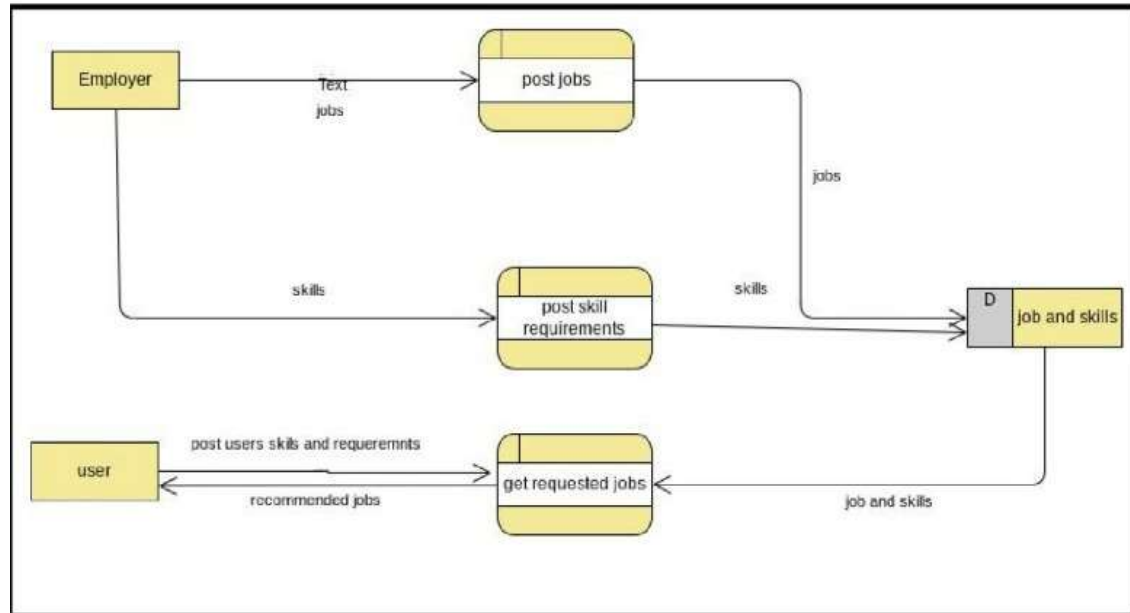 Employer
Text
jobs
post jobs
jobs
skills
post skill
requirements
skills
D
job and skills
user
post users skils and requeremnts
recommended jobs
get requested jobs
job and skills